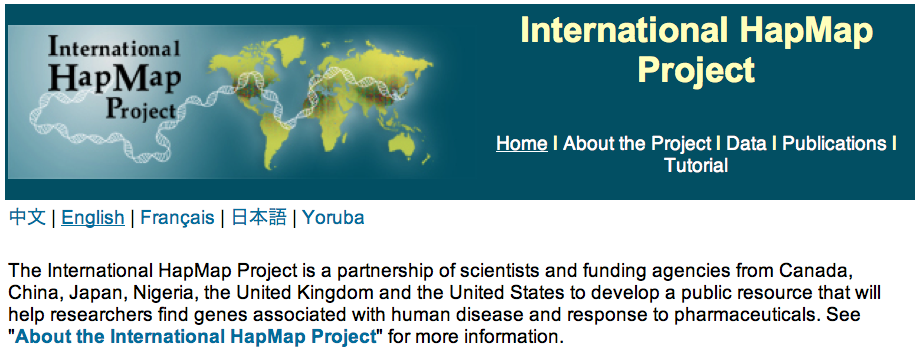 International
HapMap
Project
International HapMap
Project
Home | About the Project | Data | Publications |
Tutorial
中文 | English | Français | 日本語 | Yoruba
The International HapMap Project is a partnership of scientists and funding agencies from Canada,
China, Japan, Nigeria, the United Kingdom and the United States to develop a public resource that will
help researchers find genes associated with human disease and response to pharmaceuticals. See
"About the International HapMap Project" for more information.